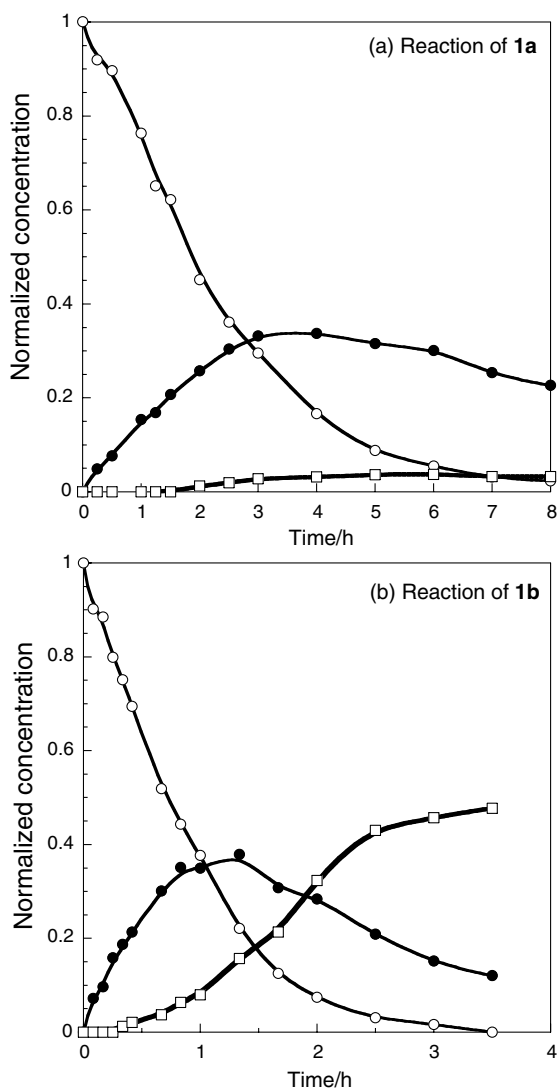 (a) Reaction of 1a
Normalized concentration
1
0.8
0.6
0.4
0.2
0
0 1 2 3 4 5 6 7 8
Time/h
(b) Reaction of 1b
Normalized concentration
1
0.8
0.6
0.4
0.2
0
0 1 2 3 4
Time/h